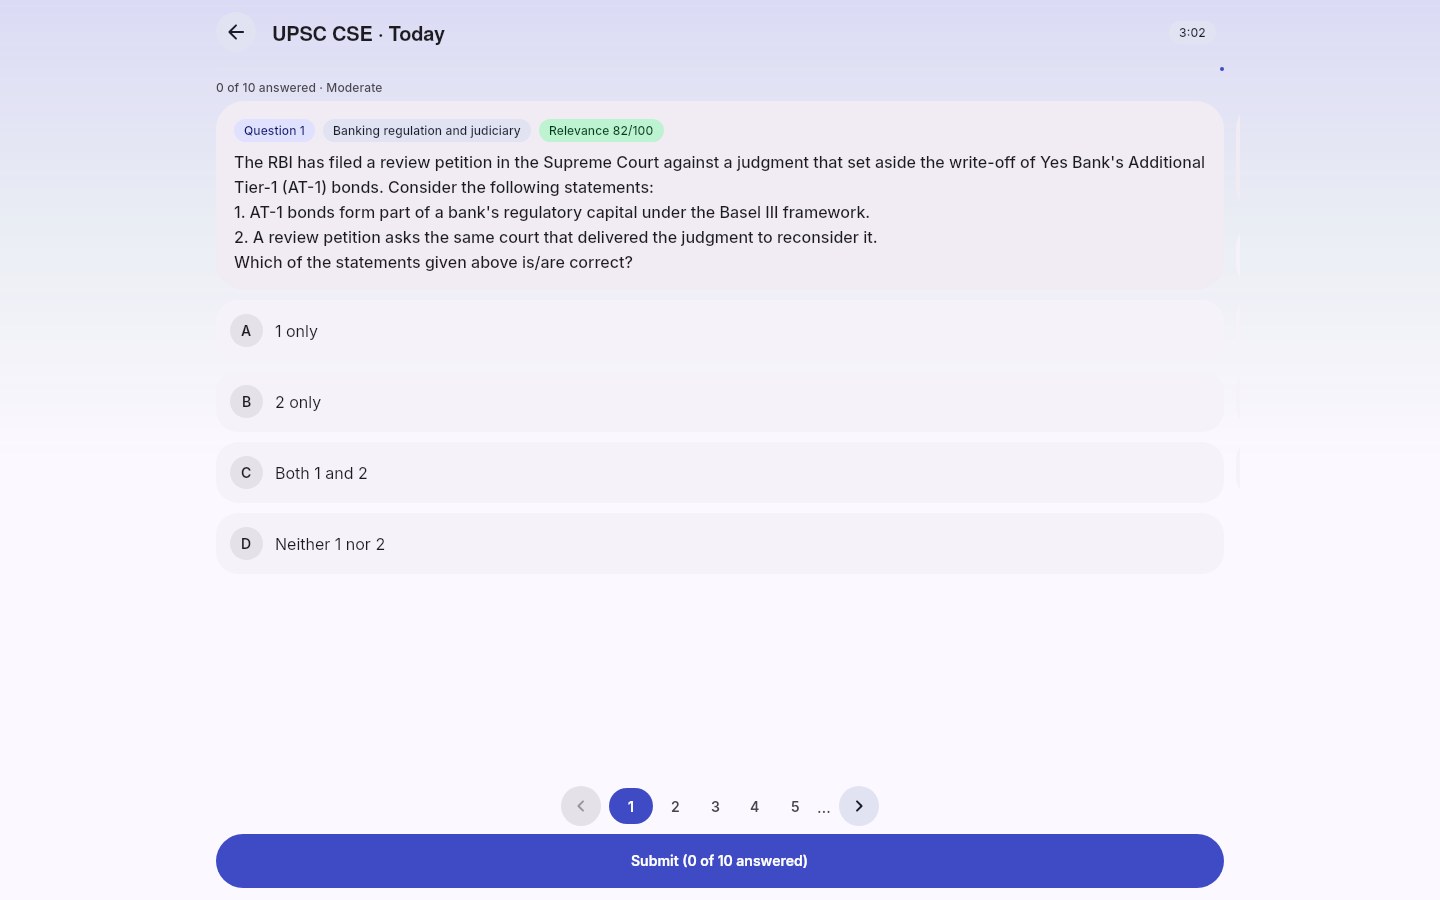 UPSC CSE · Today
3:02
0 of 10 answered · Moderate
Question 1
Banking regulation and judiciary
Relevance 82/100
The RBI has filed a review petition in the Supreme Court against a judgment that set aside the write-off of Yes Bank's Additional
Tier-1 (AT-1) bonds. Consider the following statements:
1. AT-1 bonds form part of a bank's regulatory capital under the Basel III framework.
2. A review petition asks the same court that delivered the judgment to reconsider it.
Which of the statements given above is/are correct?
A 1 only
B 2 only
C Both 1 and 2
D Neither 1 nor 2
1 2 3 4 5 ...
Submit (0 of 10 answered)